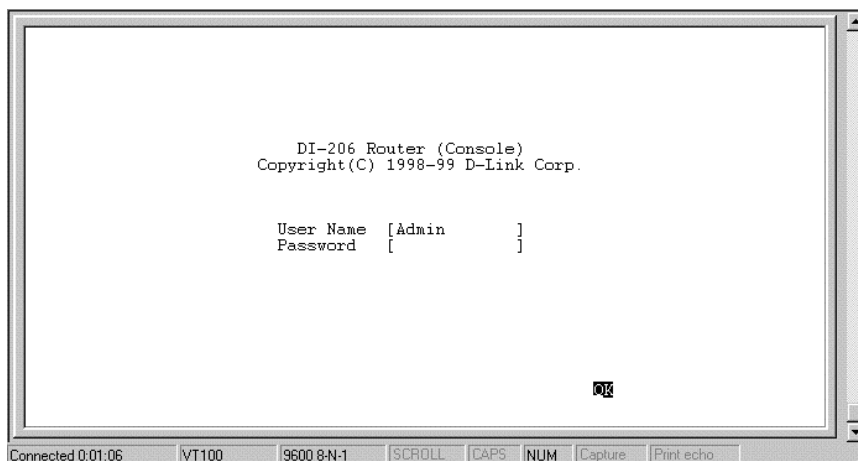 DI-206 Router (Console)
Copyright(C) 1998-99 D-Link Corp.
User Name [Admin ]
Password [ ]
OK
Connected 0:01:06 VT100 9600 8-N-1 SCROLL CAPS NUM Capture Print echo